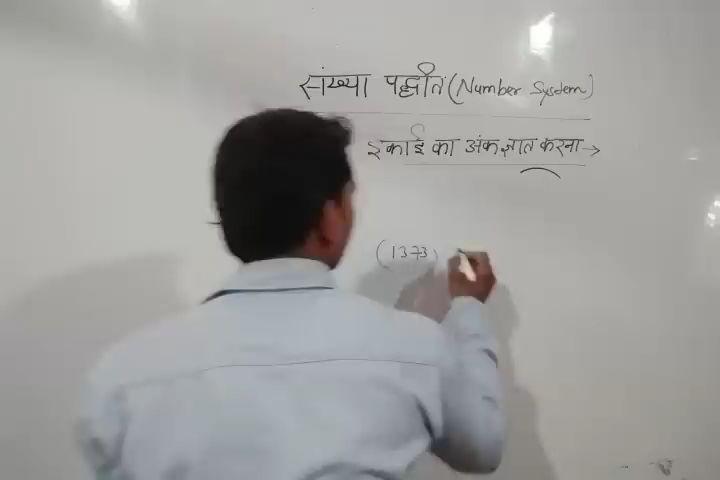 संख्या पद्धति (Number System)
इकाई का अंक ज्ञात करना →
(1373)